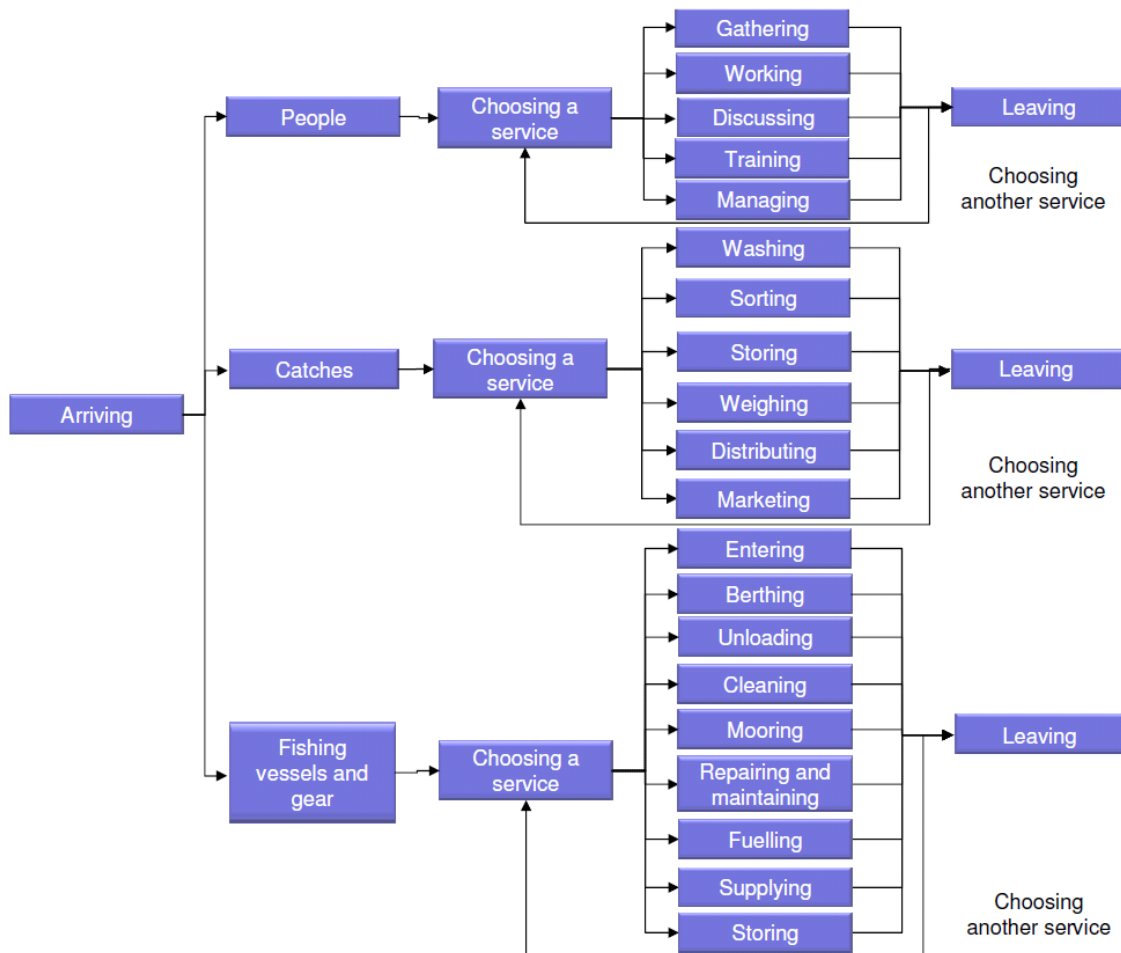 Arriving
People
Choosing a
service
Gathering
Working
Discussing
Training
Managing
Leaving
Choosing
another service
Catches
Choosing a
service
Washing
Sorting
Storing
Weighing
Distributing
Marketing
Leaving
Choosing
another service
Fishing
vessels and
gear
Choosing a
service
Entering
Berthing
Unloading
Cleaning
Mooring
Repairing and
maintaining
Fuelling
Supplying
Storing
Leaving
Choosing
another service